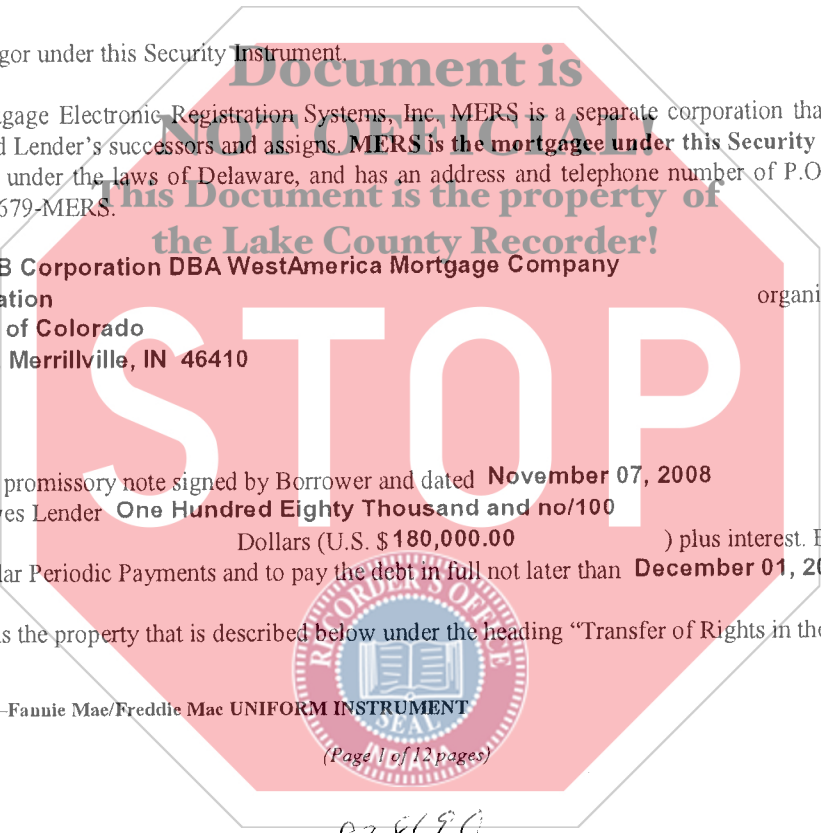 gor under this Security Instrument.
Document is
gage Electronic Registration Systems, Inc. MERS is a separate corporation tha
NOT OFFICIAL!
d Lender's successors and assigns. MERS is the mortgagee under this Security
under the laws of Delaware, and has an address and telephone number of P.O
This Document is the property of
679-MERS.
the Lake County Recorder!
B Corporation DBA WestAmerica Mortgage Company
ation organi
of Colorado
Merrillville, IN 46410
STOP
promissory note signed by Borrower and dated November 07, 2008
es Lender One Hundred Eighty Thousand and no/100
Dollars (U.S. $ 180,000.00 ) plus interest.
lar Periodic Payments and to pay the debt in full not later than December 01, 20
s the property that is described below under the heading “Transfer of Rights in the
RECORDER'S OFFICE
SEAL
INDIANA
–Fannie Mae/Freddie Mac UNIFORM INSTRUMENT
(Page 1 of 12 pages)